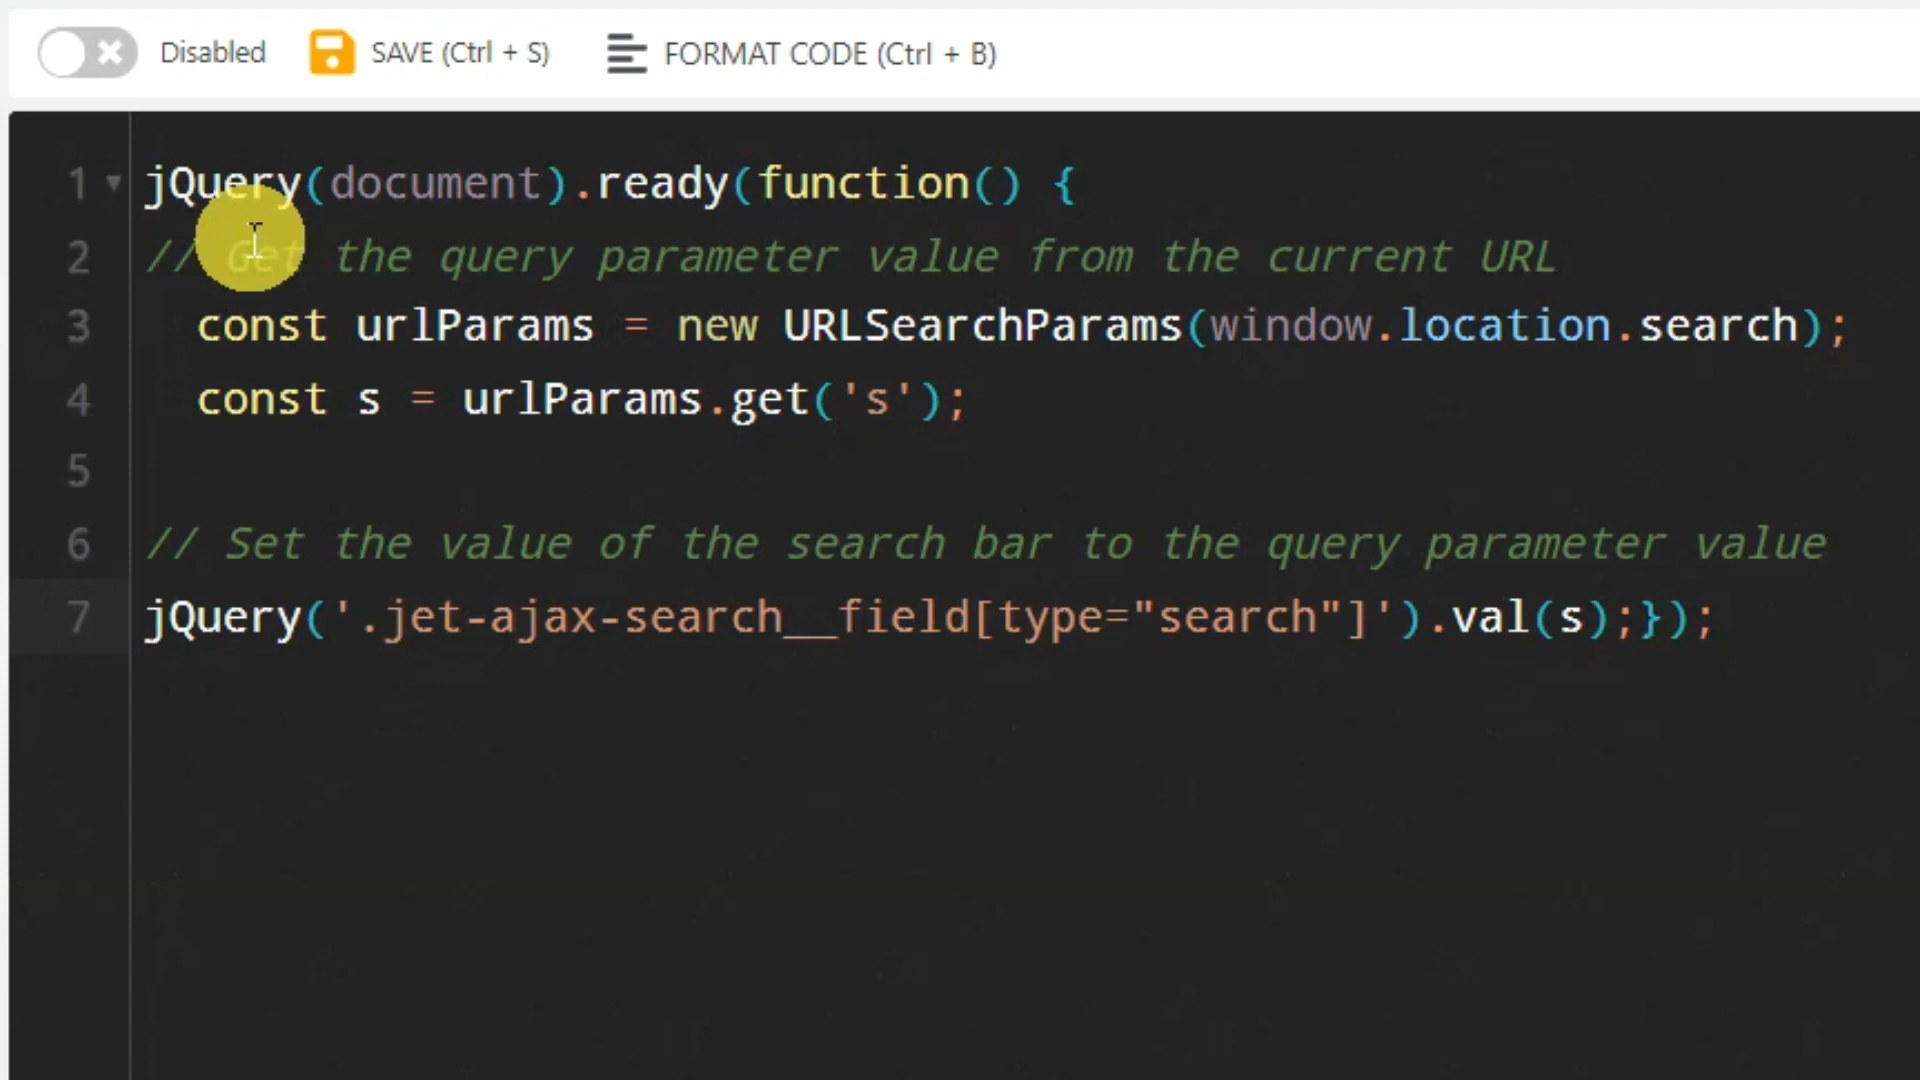 Disabled SAVE (Ctrl + S) FORMAT CODE (Ctrl + B)
1 jQuery(document).ready(function() {
2 // Get the query parameter value from the current URL
3 const urlParams = new URLSearchParams(window.location.search);
4 const s = urlParams.get('s');
5
6 // Set the value of the search bar to the query parameter value
7 jQuery('.jet-ajax-search__field[type="search"]').val(s);});